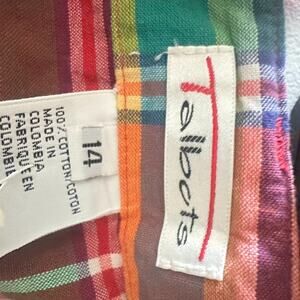 Talbots
14
100% COTTON/COTON
MADE IN
COLOMBIA
FABRIQUE EN
COLOMBIE